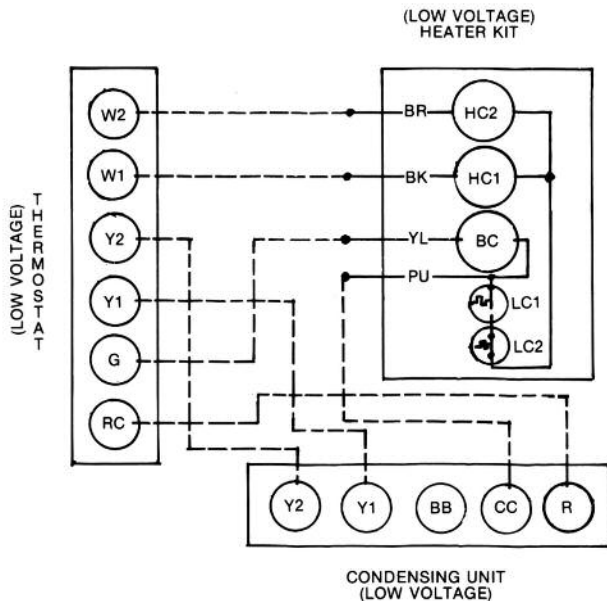 (LOW VOLTAGE)
HEATER KIT
W2
BR
HC2
W1
BK
HC1
Y2
YL
BC
PU
(LOW VOLTAGE)
THERMOSTAT
Y1
LC1
G
LC2
RC
Y2
Y1
BB
CC
R
CONDENSING UNIT
(LOW VOLTAGE)